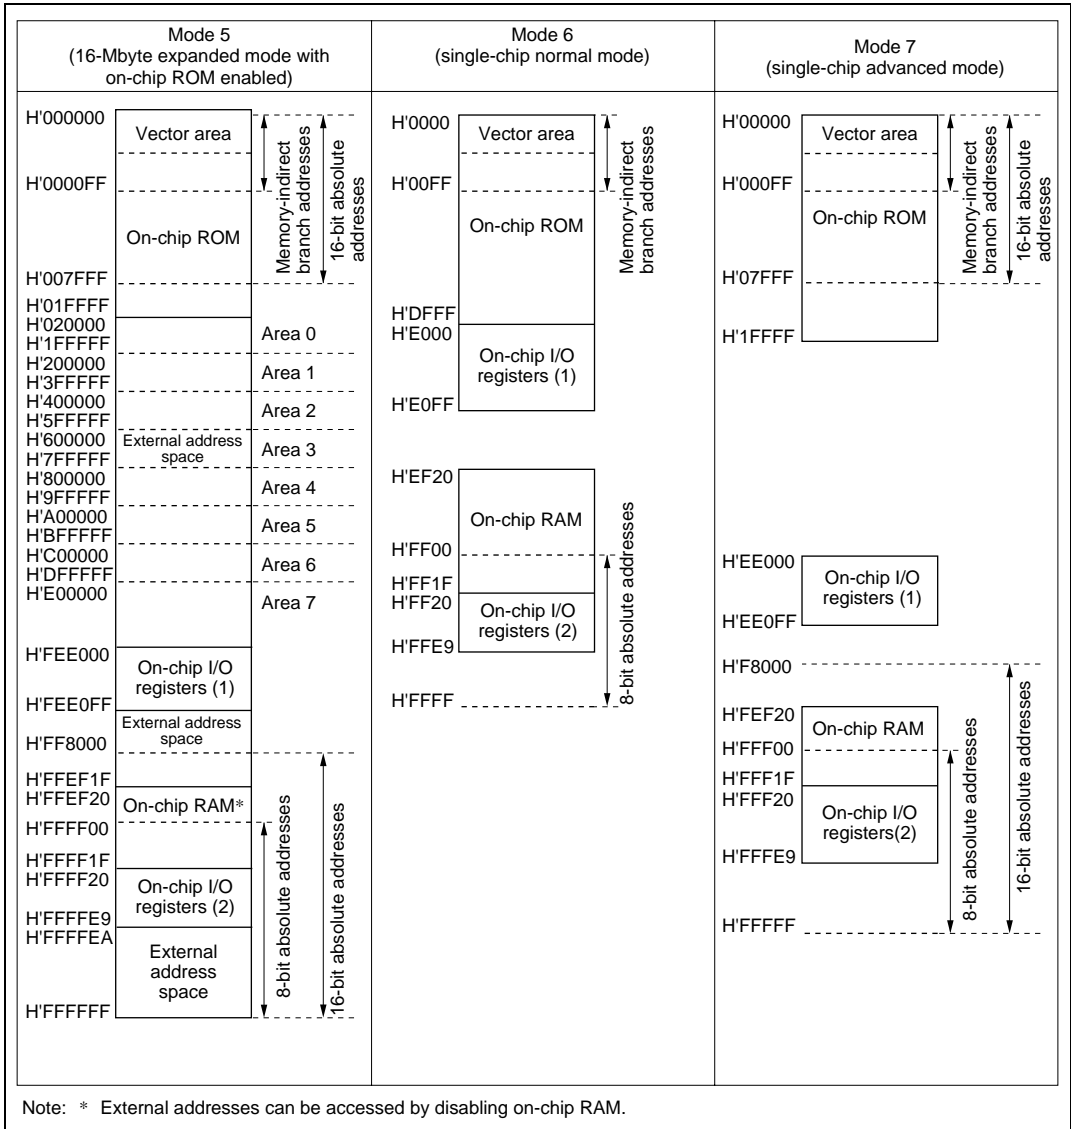 Mode 5
(16-Mbyte expanded mode with
on-chip ROM enabled)
H'000000
Vector area
H'0000FF
On-chip ROM
H'007FFF
H'01FFFF
H'020000
H'1FFFFF
H'200000
H'3FFFFF
H'400000
H'5FFFFF
H'600000
H'7FFFFF
H'800000
H'9FFFFF
H'A00000
H'BFFFFF
H'C00000
H'DFFFFF
H'E00000
External address
space
Area 0
Area 1
Area 2
Area 3
Area 4
Area 5
Area 6
Area 7
H'FEE000
On-chip I/O
registers (1)
H'FEE0FF
External address
space
H'FF8000
H'FFEF1F
H'FFEF20
On-chip RAM*
H'FFFF00
H'FFFF1F
H'FFFF20
On-chip I/O
registers (2)
H'FFFFE9
H'FFFFEA
External
address
space
H'FFFFFF
Memory-indirect
branch addresses
16-bit absolute
addresses
8-bit absolute addresses
16-bit absolute addresses
Mode 6
(single-chip normal mode)
H'0000
Vector area
H'00FF
On-chip ROM
H'DFFF
H'E000
On-chip I/O
registers (1)
H'E0FF
H'EF20
On-chip RAM
H'FF00
H'FF1F
H'FF20
On-chip I/O
registers (2)
H'FFE9
H'FFFF
Memory-indirect
branch addresses
8-bit absolute addresses
Mode 7
(single-chip advanced mode)
H'00000
Vector area
H'000FF
On-chip ROM
H'07FFF
H'1FFFF
H'EE000
On-chip I/O
registers (1)
H'EE0FF
H'F8000
H'FEF20
On-chip RAM
H'FFF00
H'FFF1F
H'FFF20
On-chip I/O
registers(2)
H'FFFE9
H'FFFFF
Memory-indirect
branch addresses
16-bit absolute
addresses
8-bit absolute addresses
16-bit absolute addresses
Note: * External addresses can be accessed by disabling on-chip RAM.